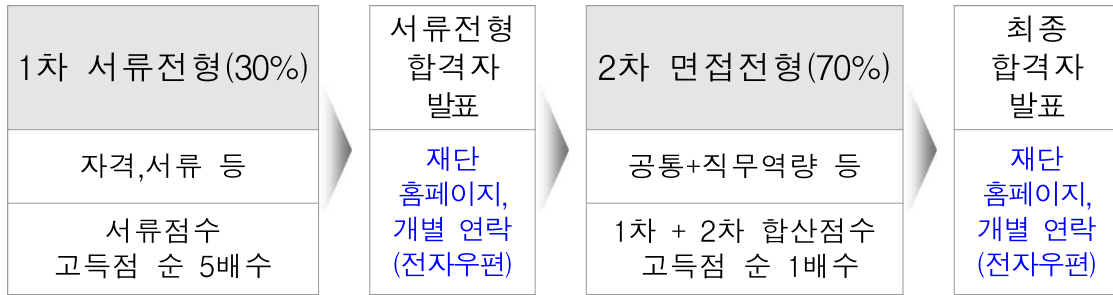 1차 서류전형(30%)
자격,서류 등
서류점수
고득점 순 5배수
서류전형
합격자
발표
재단
홈페이지,
개별 연락
(전자우편)
2차 면접전형(70%)
공통+직무역량 등
1차 + 2차 합산점수
고득점 순 1배수
최종
합격자
발표
재단
홈페이지,
개별 연락
(전자우편)